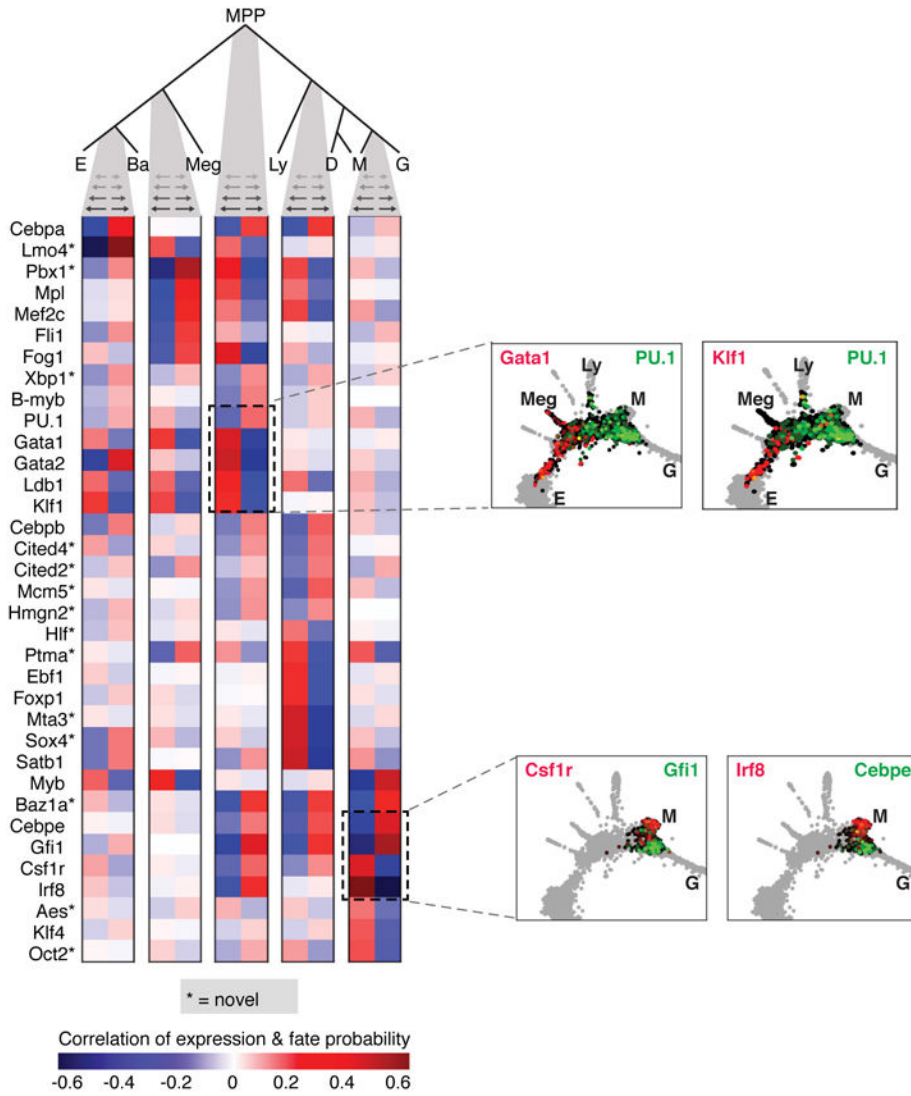 MPP
E Ba Meg Ly D M G
Cebpa
Lmo4*
Pbx1*
Mpl
Mef2c
Fli1
Fog1
Xbp1*
B-myb
PU.1
Gata1
Gata2
Ldb1
Klf1
Cebpb
Cited4*
Cited2*
Mcm5*
Hmgn2*
Hlf*
Ptma*
Ebf1
Foxp1
Mta3*
Sox4*
Satb1
Myb
Baz1a*
Cebpe
Gfi1
Csf1r
Irf8
Aes*
Klf4
Oct2*
Gata1 PU.1
Ly
Meg M
G
E
Klf1 PU.1
Ly
Meg M
G
E
Csf1r Gfi1
M
G
Irf8 Cebpe
M
G
* = novel
Correlation of expression & fate probability
-0.6 -0.4 -0.2 0 0.2 0.4 0.6